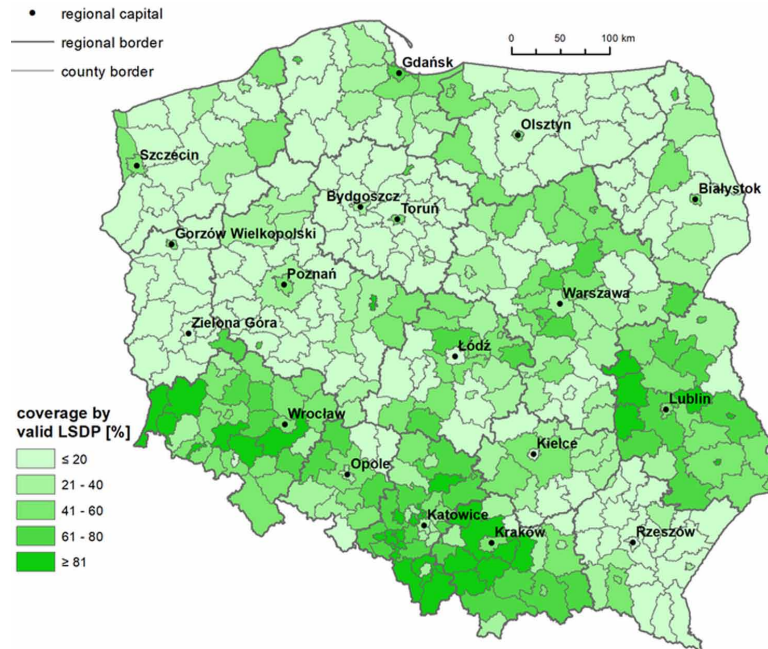 regional capital
regional border
county border
0 50 100 km
Gdańsk
Olsztyn
Szczecin
Białystok
Bydgoszcz
Toruń
Gorzów Wielkopolski
Poznań
Warszawa
Zielona Góra
Łódź
Lublin
Wrocław
Kielce
Opole
Katowice
Kraków
Rzeszów
coverage by
valid LSDP [%]
≤ 20
21 - 40
41 - 60
61 - 80
≥ 81